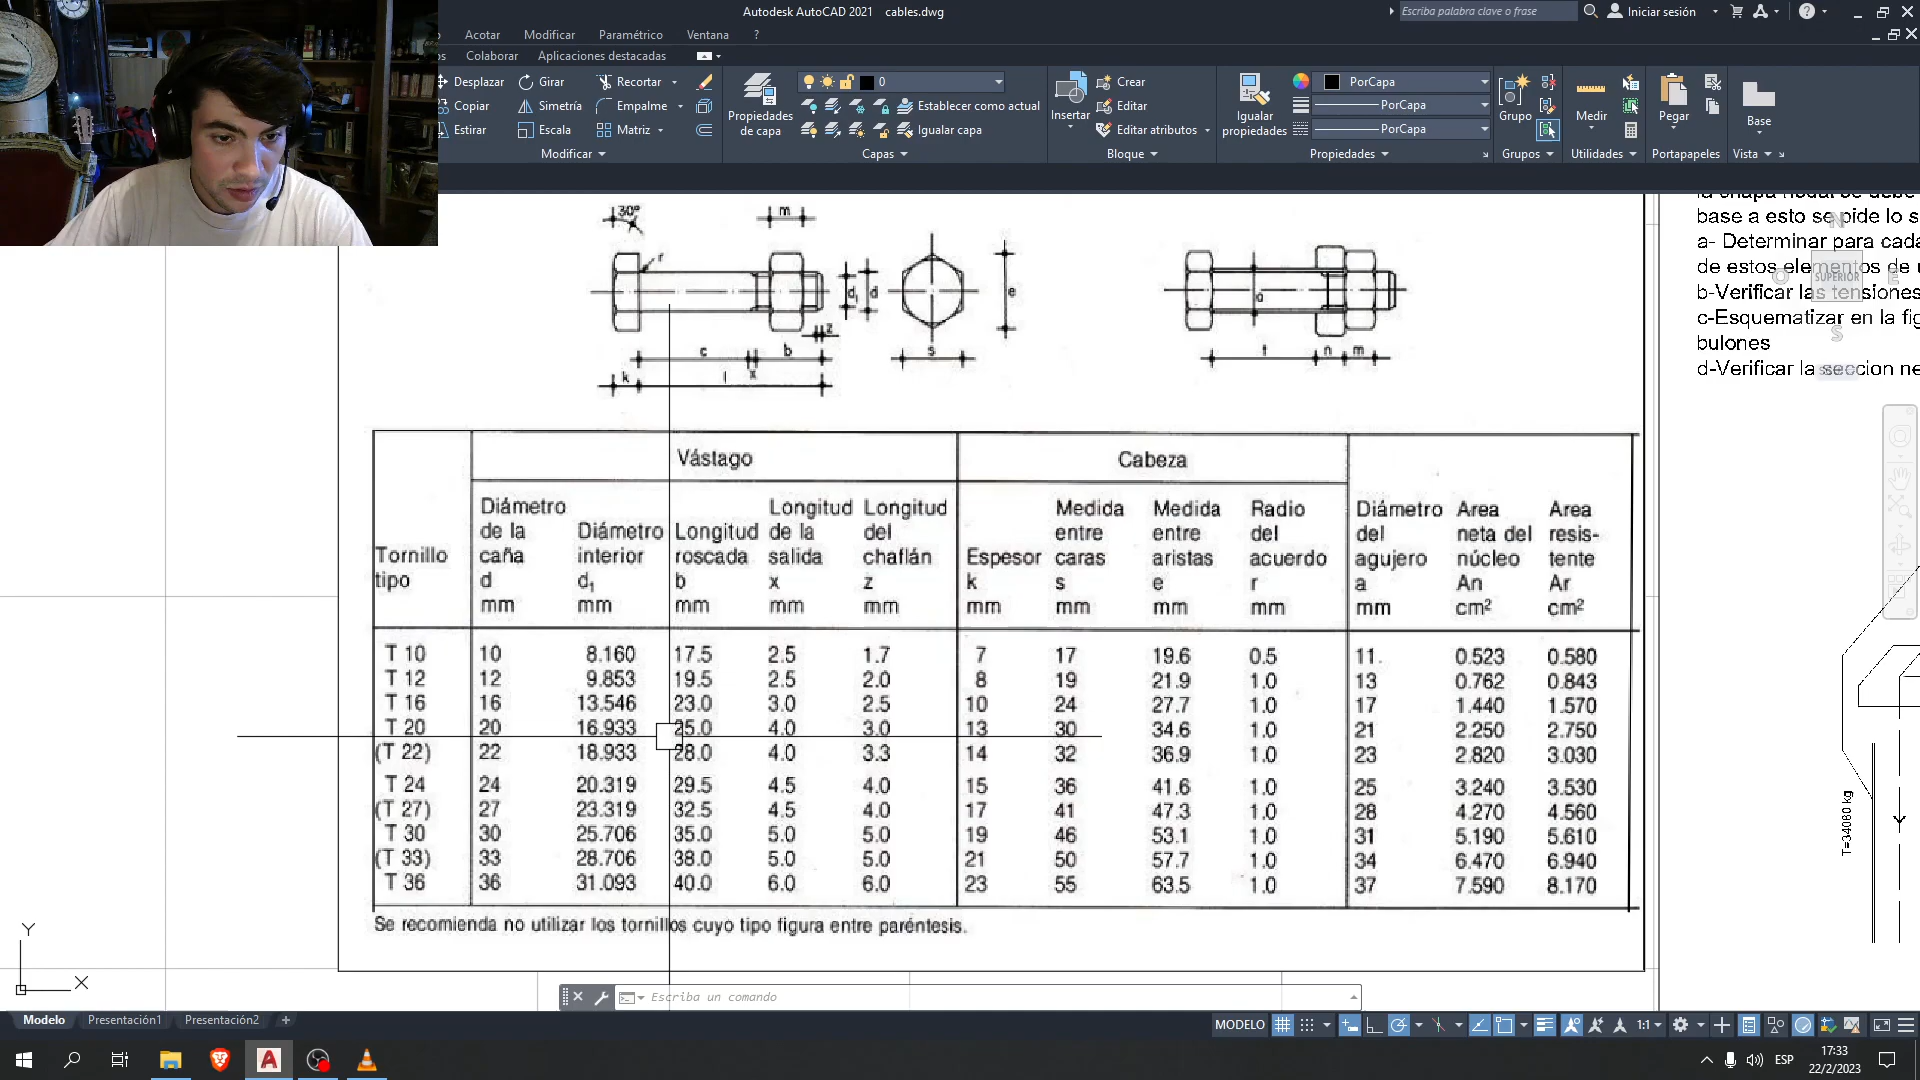 Autodesk AutoCAD 2021 cables.dwg
Escriba palabra clave o frase
Iniciar sesión
Acotar Modificar Paramétrico Ventana ?
Colaborar Aplicaciones destacadas
Desplazar Girar Recortar
Copiar Simetría Empalme
Estirar Escala Matriz
Modificar
Propiedades de capa
0
Establecer como actual
Igualar capa
Capas
Insertar
Crear
Editar
Editar atributos
Bloque
Igualar propiedades
PorCapa
PorCapa
PorCapa
Propiedades
Grupo
Grupos
Medir
Utilidades
Pegar
Portapapeles
Base
Vista
base a esto se pide lo s
a- Determinar para cada
de estos elementos de u
b-Verificar las tensiones
c-Esquematizar en la fig
bulones
d-Verificar la seccion ne
N
O SUPERIOR
S
30° m
r
d₁ d e
z
c b s
x
k l
a
t n m
Vástago Cabeza
Tornillo tipo
Diámetro de la caña d mm
Diámetro interior d₁ mm
Longitud roscada b mm
Longitud de la salida x mm
Longitud del chaflán z mm
Espesor k mm
Medida entre caras s mm
Medida entre aristas e mm
Radio del acuerdo r mm
Diámetro del agujero a mm
Area neta del núcleo An cm²
Area resis-tente Ar cm²
T 10 10 8.160 17.5 2.5 1.7 7 17 19.6 0.5 11. 0.523 0.580
T 12 12 9.853 19.5 2.5 2.0 8 19 21.9 1.0 13 0.762 0.843
T 16 16 13.546 23.0 3.0 2.5 10 24 27.7 1.0 17 1.440 1.570
T 20 20 16.933 25.0 4.0 3.0 13 30 34.6 1.0 21 2.250 2.750
(T 22) 22 18.933 28.0 4.0 3.3 14 32 36.9 1.0 23 2.820 3.030
T 24 24 20.319 29.5 4.5 4.0 15 36 41.6 1.0 25 3.240 3.530
(T 27) 27 23.319 32.5 4.5 4.0 17 41 47.3 1.0 28 4.270 4.560
T 30 30 25.706 35.0 5.0 5.0 19 46 53.1 1.0 31 5.190 5.610
(T 33) 33 28.706 38.0 5.0 5.0 21 50 57.7 1.0 34 6.470 6.940
T 36 36 31.093 40.0 6.0 6.0 23 55 63.5 1.0 37 7.590 8.170
Se recomienda no utilizar los tornillos cuyo tipo figura entre paréntesis.
T=34080 kg
Y
X
Escriba un comando
Modelo Presentación1 Presentación2 +
MODELO 1:1
ESP
17:33
22/2/2023